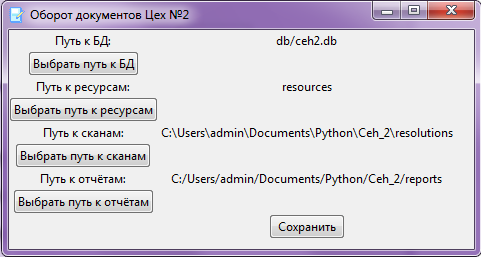 Оборот документов Цех №2
Путь к БД: db/ceh2.db
Выбрать путь к БД
Путь к ресурсам: resources
Выбрать путь к ресурсам
Путь к сканам: C:\Users\admin\Documents\Python\Ceh_2\resolutions
Выбрать путь к сканам
Путь к отчётам: C:/Users/admin/Documents/Python/Ceh_2/reports
Выбрать путь к отчётам
Сохранить